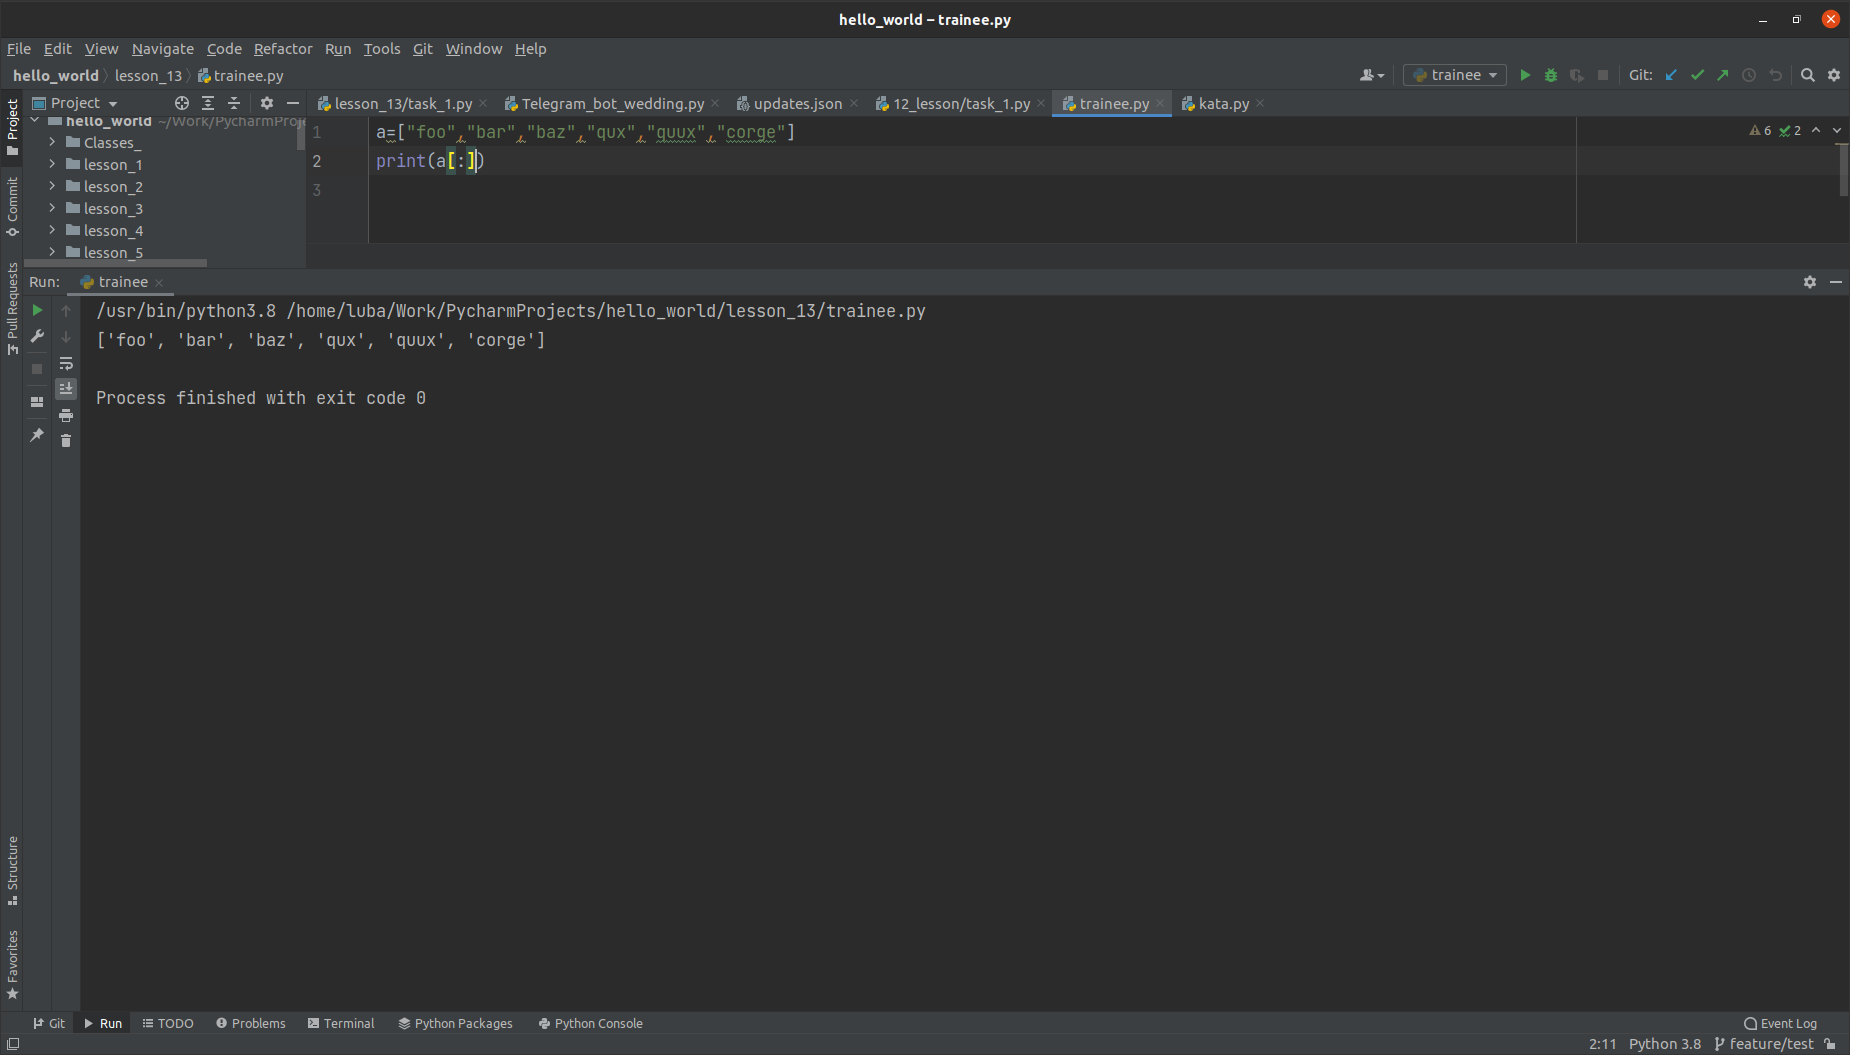 hello_world – trainee.py
File Edit View Navigate Code Refactor Run Tools Git Window Help
hello_world lesson_13 trainee.py
trainee Git:
Project
lesson_13/task_1.py Telegram_bot_wedding.py updates.json 12_lesson/task_1.py trainee.py kata.py
hello_world ~/Work/PycharmProje
Classes_
lesson_1
lesson_2
lesson_3
lesson_4
lesson_5
1 a=["foo","bar","baz","qux","quux","corge"]
2 print(a[:])
3
6 2
Project
Commit
Pull Requests
Structure
Favorites
Run: trainee
/usr/bin/python3.8 /home/luba/Work/PycharmProjects/hello_world/lesson_13/trainee.py
['foo', 'bar', 'baz', 'qux', 'quux', 'corge']
Process finished with exit code 0
Git Run TODO Problems Terminal Python Packages Python Console Event Log
2:11 Python 3.8 feature/test